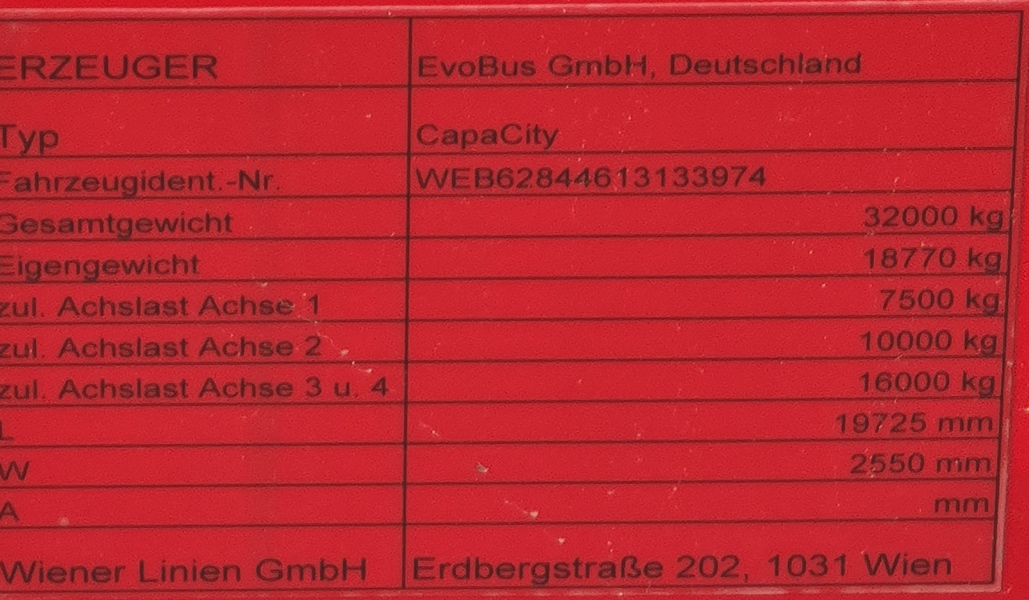 ERZEUGER EvoBus GmbH, Deutschland
Typ CapaCity
Fahrzeugident.-Nr. WEB62844613133974
Gesamtgewicht 32000 kg
Eigengewicht 18770 kg
zul. Achslast Achse 1 7500 kg
zul. Achslast Achse 2 10000 kg
zul. Achslast Achse 3 u. 4 16000 kg
L 19725 mm
W 2550 mm
A mm
Wiener Linien GmbH Erdbergstraße 202, 1031 Wien